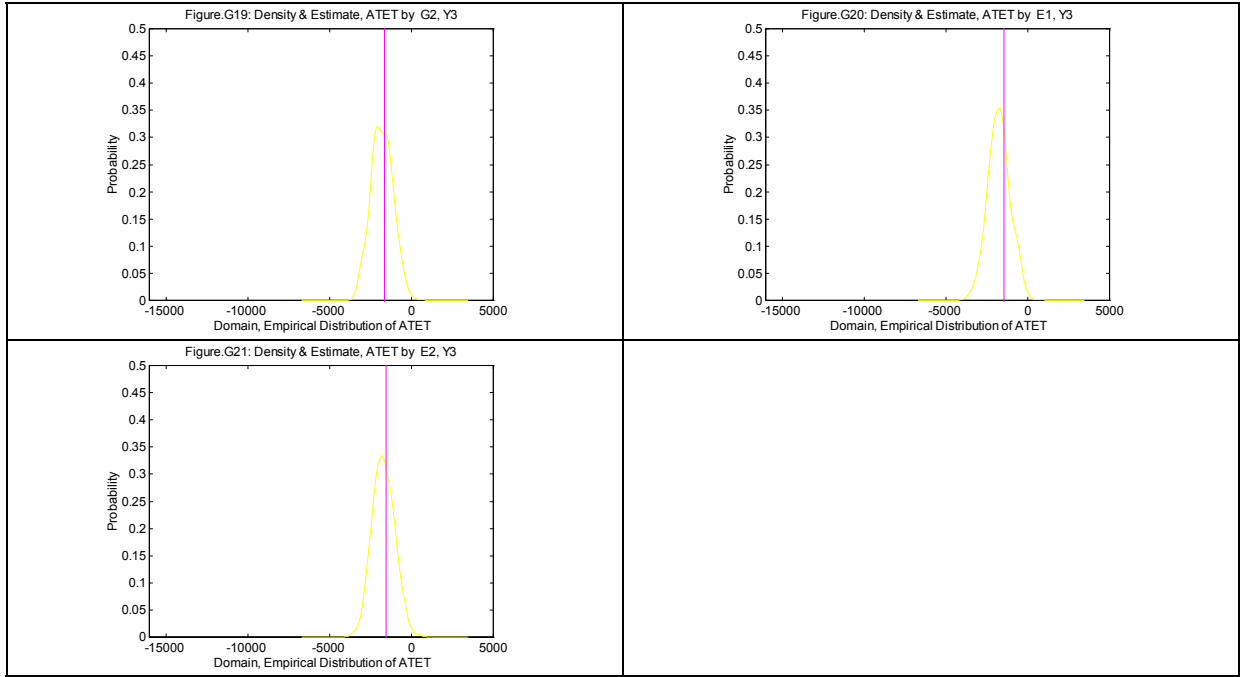 Figure.G19: Density & Estimate, ATET by G2, Y3
0.5
0.45
0.4
0.35
0.3
0.25
0.2
0.15
0.1
0.05
0
Probability
-15000 -10000 -5000 0 5000
Domain, Empirical Distribution of ATET
Figure.G20: Density & Estimate, ATET by E1, Y3
0.5
0.45
0.4
0.35
0.3
0.25
0.2
0.15
0.1
0.05
0
Probability
-15000 -10000 -5000 0 5000
Domain, Empirical Distribution of ATET
Figure.G21: Density & Estimate, ATET by E2, Y3
0.5
0.45
0.4
0.35
0.3
0.25
0.2
0.15
0.1
0.05
0
Probability
-15000 -10000 -5000 0 5000
Domain, Empirical Distribution of ATET